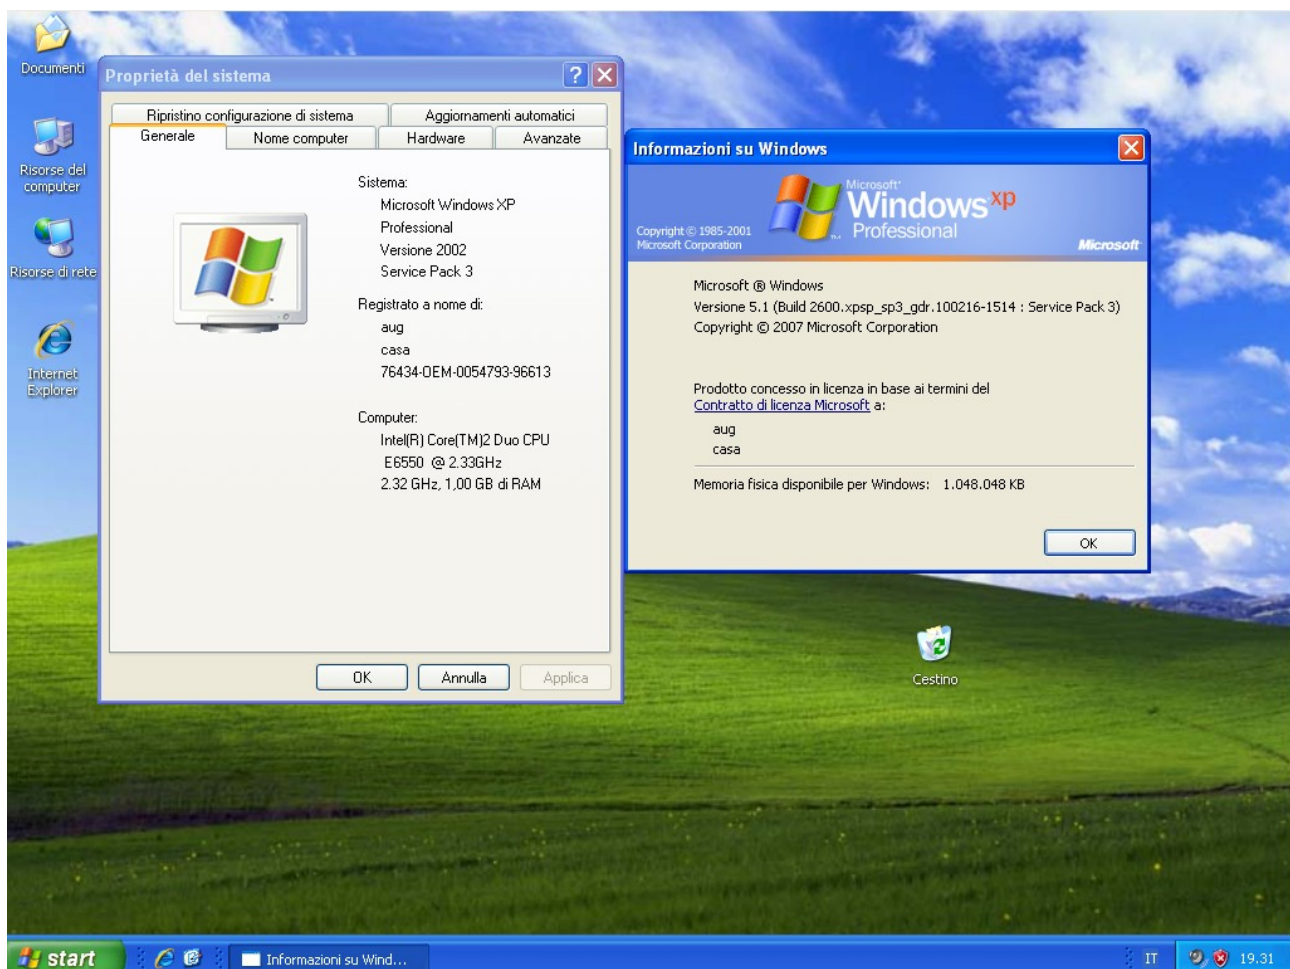 Documenti
Risorse del
computer
Risorse di rete
Internet
Explorer
Proprietà del sistema
Ripristino configurazione di sistema
Aggiornamenti automatici
Generale
Nome computer
Hardware
Avanzate
Sistema:
Microsoft Windows XP
Professional
Versione 2002
Service Pack 3
Registrato a nome di:
aug
casa
76434-OEM-0054793-96613
Computer:
Intel(R) Core(TM)2 Duo CPU
E6550 @ 2.33GHz
2.32 GHz, 1,00 GB di RAM
OK
Annulla
Applica
Informazioni su Windows
Copyright © 1985-2001
Microsoft Corporation
Microsoft®
Windows xp
Professional
Microsoft
Microsoft ® Windows
Versione 5.1 (Build 2600.xpsp_sp3_gdr.100216-1514 : Service Pack 3)
Copyright © 2007 Microsoft Corporation
Prodotto concesso in licenza in base ai termini del
Contratto di licenza Microsoft a:
aug
casa
Memoria fisica disponibile per Windows: 1.048.048 KB
OK
Cestino
start
Informazioni su Wind...
IT
19.31